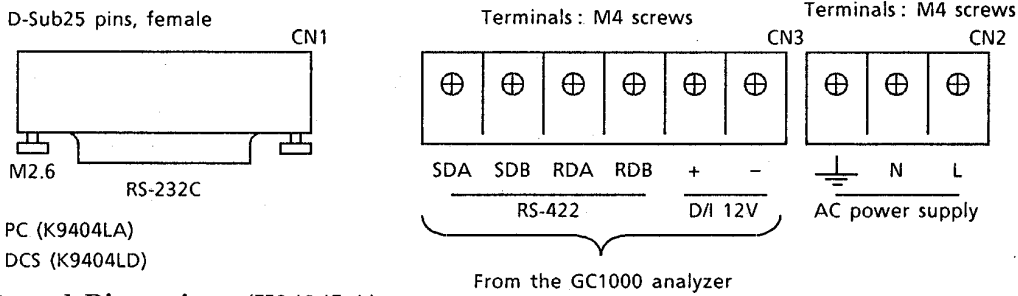 D-Sub25 pins, female
CN1
M2.6
RS-232C
PC (K9404LA)
DCS (K9404LD)
Terminals : M4 screws
CN3
SDA SDB RDA RDB + −
RS-422 D/I 12V
From the GC1000 analyzer
Terminals : M4 screws
CN2
N L
AC power supply